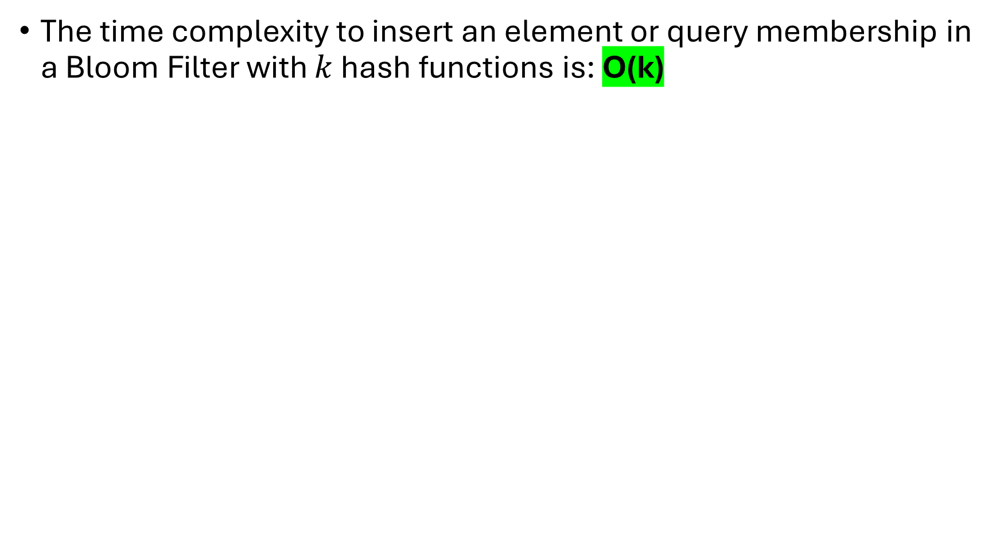 • The time complexity to insert an element or query membership in
a Bloom Filter with k hash functions is: O(k)